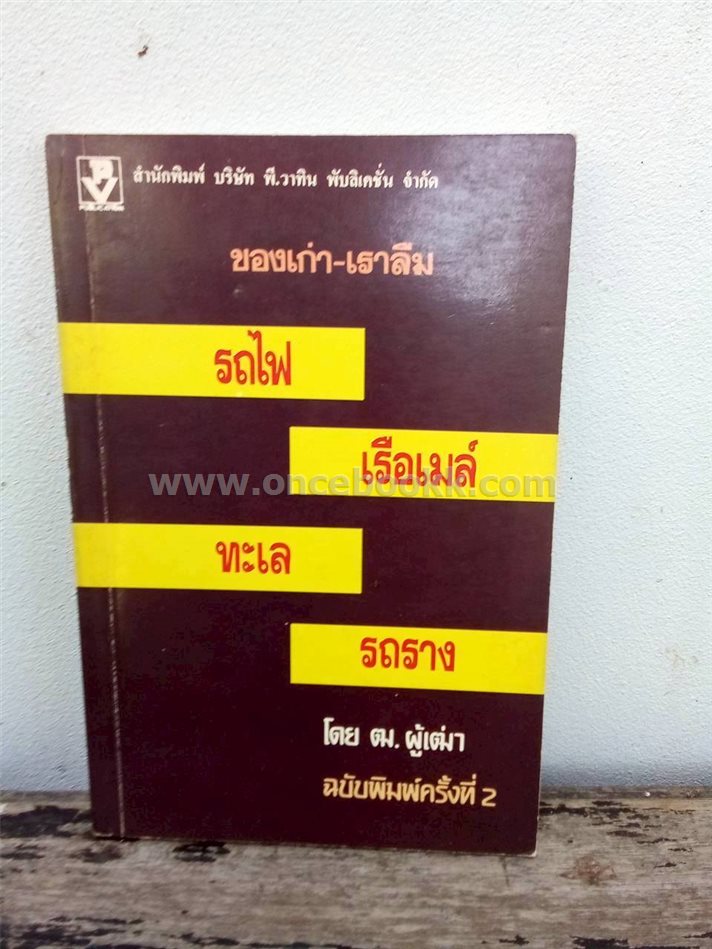 PV
PUBLICATION
สำนักพิมพ์ บริษัท พี.วาทิน พับลิเคชั่น จำกัด
ของเก่า-เราลืม
รถไฟ
เรือเมล์
www.oncebookk.com
ทะเล
รถราง
โดย ฒ. ผู้เฒ่า
ฉบับพิมพ์ครั้งที่ 2